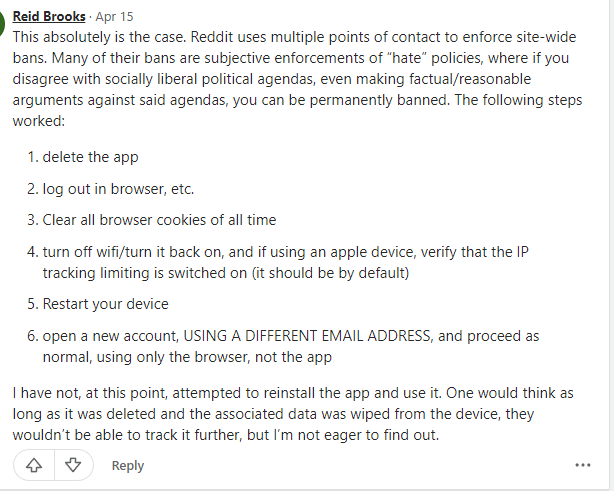 Reid Brooks · Apr 15
This absolutely is the case. Reddit uses multiple points of contact to enforce site-wide
bans. Many of their bans are subjective enforcements of “hate” policies, where if you
disagree with socially liberal political agendas, even making factual/reasonable
arguments against said agendas, you can be permanently banned. The following steps
worked:
1. delete the app
2. log out in browser, etc.
3. Clear all browser cookies of all time
4. turn off wifi/turn it back on, and if using an apple device, verify that the IP
tracking limiting is switched on (it should be by default)
5. Restart your device
6. open a new account, USING A DIFFERENT EMAIL ADDRESS, and proceed as
normal, using only the browser, not the app
I have not, at this point, attempted to reinstall the app and use it. One would think as
long as it was deleted and the associated data was wiped from the device, they
wouldn’t be able to track it further, but I’m not eager to find out.
Reply